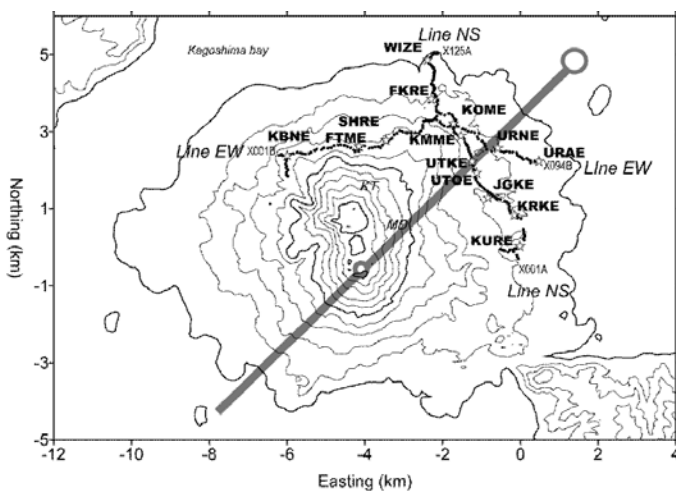 5
3
1
-1
-3
-5
-12
-10
-8
-6
-4
-2
0
2
4
Northing (km)
Easting (km)
Kagoshima bay
Line NS
WIZE
X125A
FKRE
KOME
SHRE
KBNE
FTME
KMME
URNE
URAE
Line EW
X001B
X094B
Line EW
UTKE
UTOE
JGKE
KT
KRKE
MD
KURE
X001A
Line NS